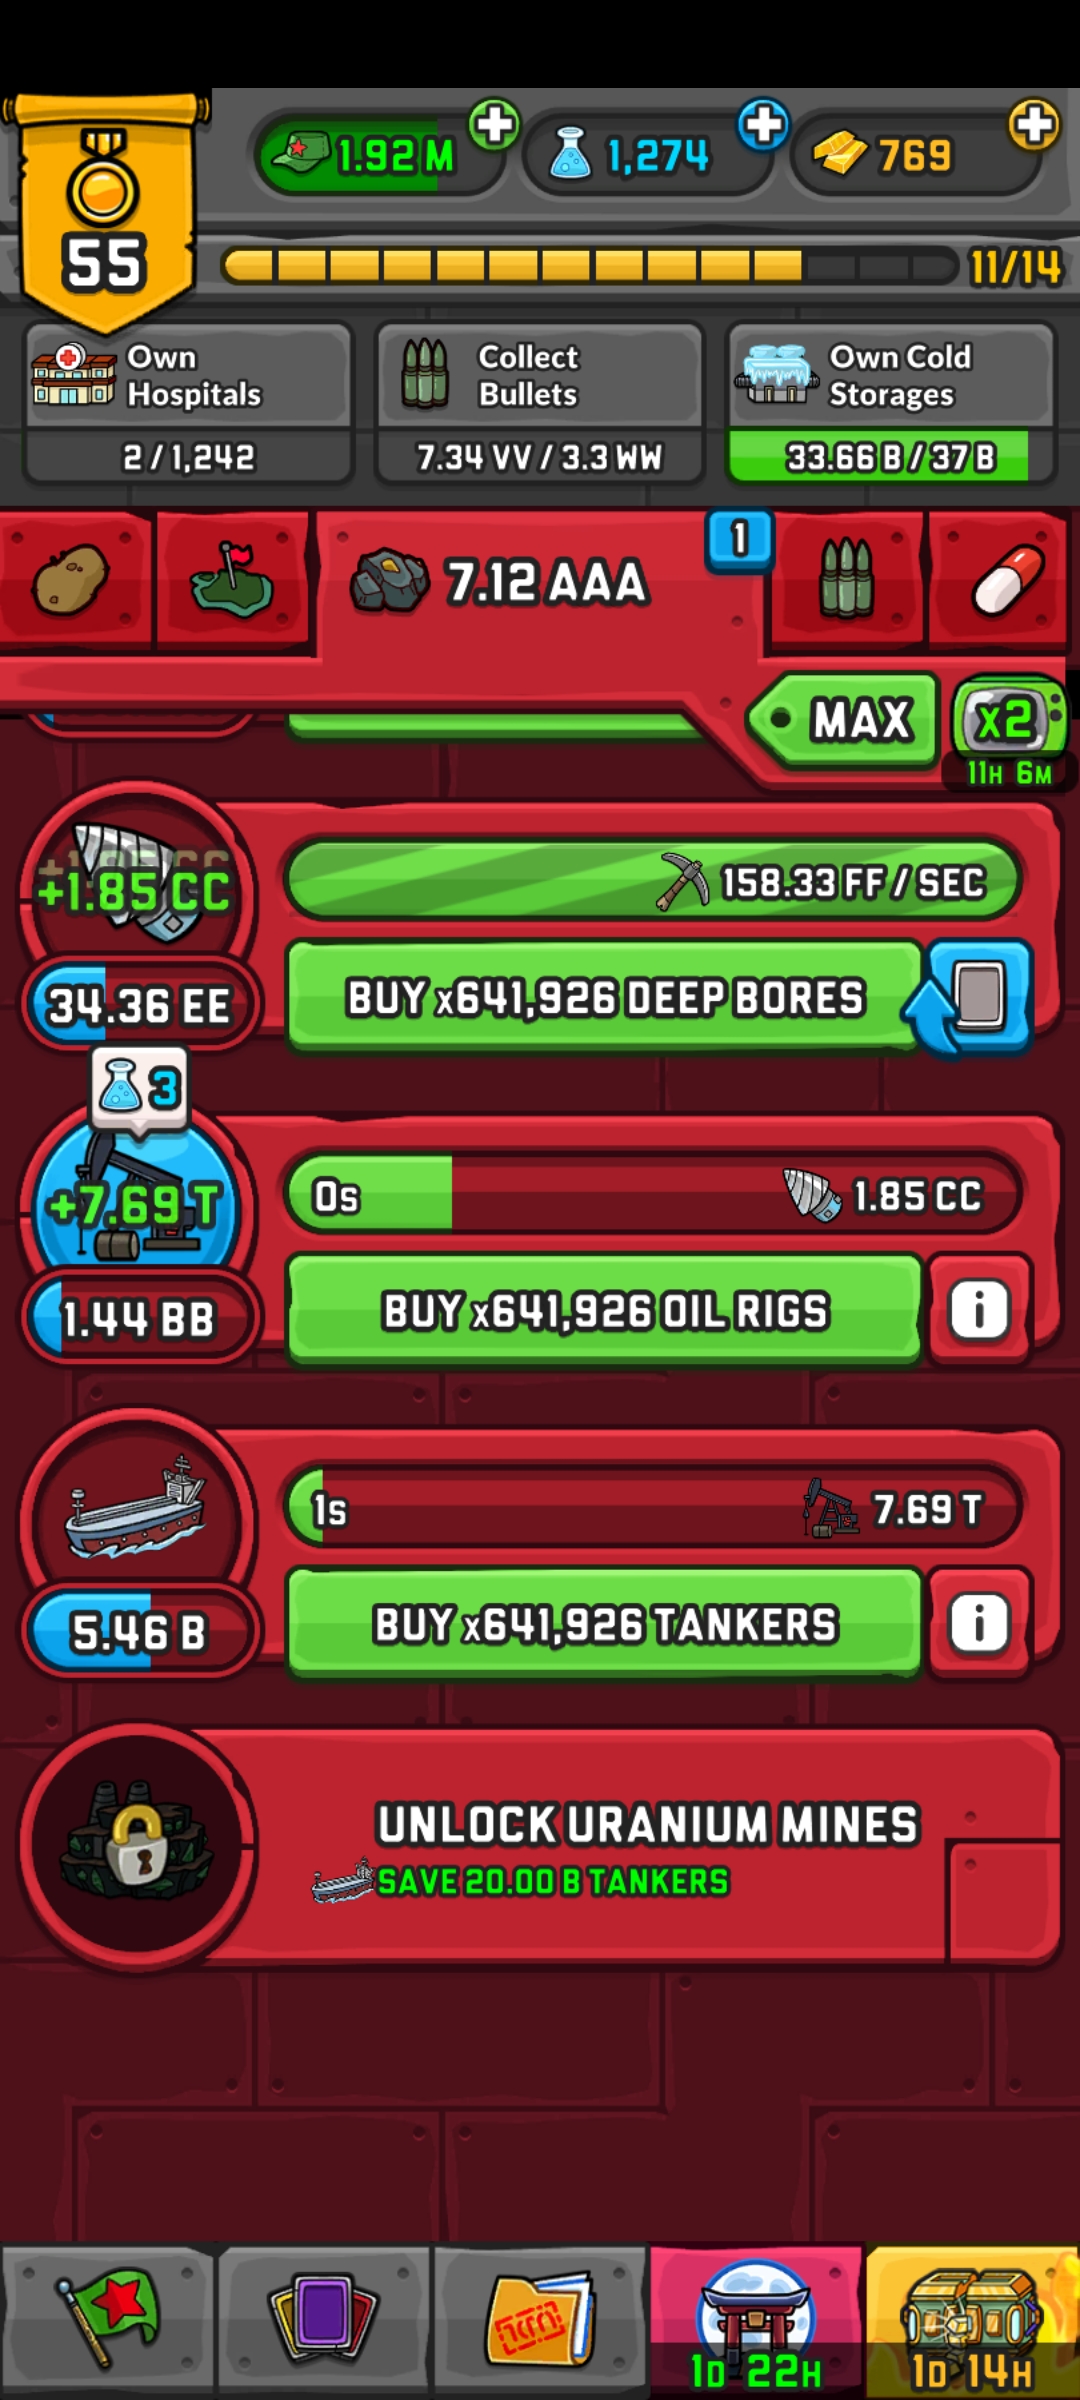 1.92 M
1,274
769
55
11/14
Own Hospitals
2 / 1,242
Collect Bullets
7.34 VV / 3.3 WW
Own Cold Storages
33.66 B / 37 B
7.12 AAA
1
MAX
x2
11H 6M
+1.85 CC
158.33 FF / SEC
34.36 EE
BUY x641,926 DEEP BORES
3
+7.69 T
0s
1.85 CC
1.44 BB
BUY x641,926 OIL RIGS
i
1s
7.69 T
5.46 B
BUY x641,926 TANKERS
i
UNLOCK URANIUM MINES
SAVE 20.00 B TANKERS
1D 22H
1D 14H